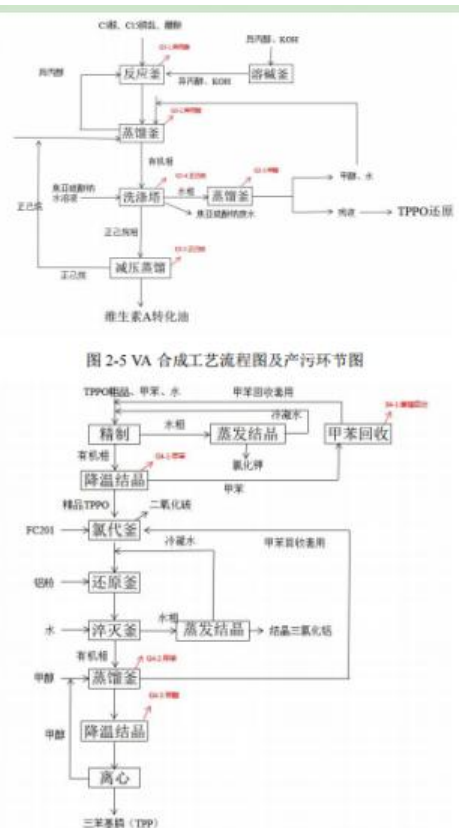 C5醛、C15磷盐、醋酸
异丙醇、KOH
异丙醇
反应釜
异丙醇、KOH
溶碱釜
蒸馏釜
有机相
甲醇、水
焦亚硫酸钠
水溶液
洗涤塔
水相
蒸馏釜
正己烷
焦亚硫酸钠废水
残液
TPPO还原
正己烷相
正己烷
减压蒸馏
维生素A转化油
图 2-5 VA 合成工艺流程图及产污环节图
TPPO粗品、甲苯、水
甲苯回收套用
冷凝水
精制
水相
蒸发结晶
甲苯回收
有机相
氯化钾
降温结晶
甲苯
精品TPPO
二氧化碳
FC201
氯代釜
冷凝水
甲苯回收套用
铝粉
还原釜
水
淬灭釜
水相
蒸发结晶
结晶三氯化铝
有机相
甲醇
蒸馏釜
甲醇
降温结晶
离心
三苯基膦（TPP）